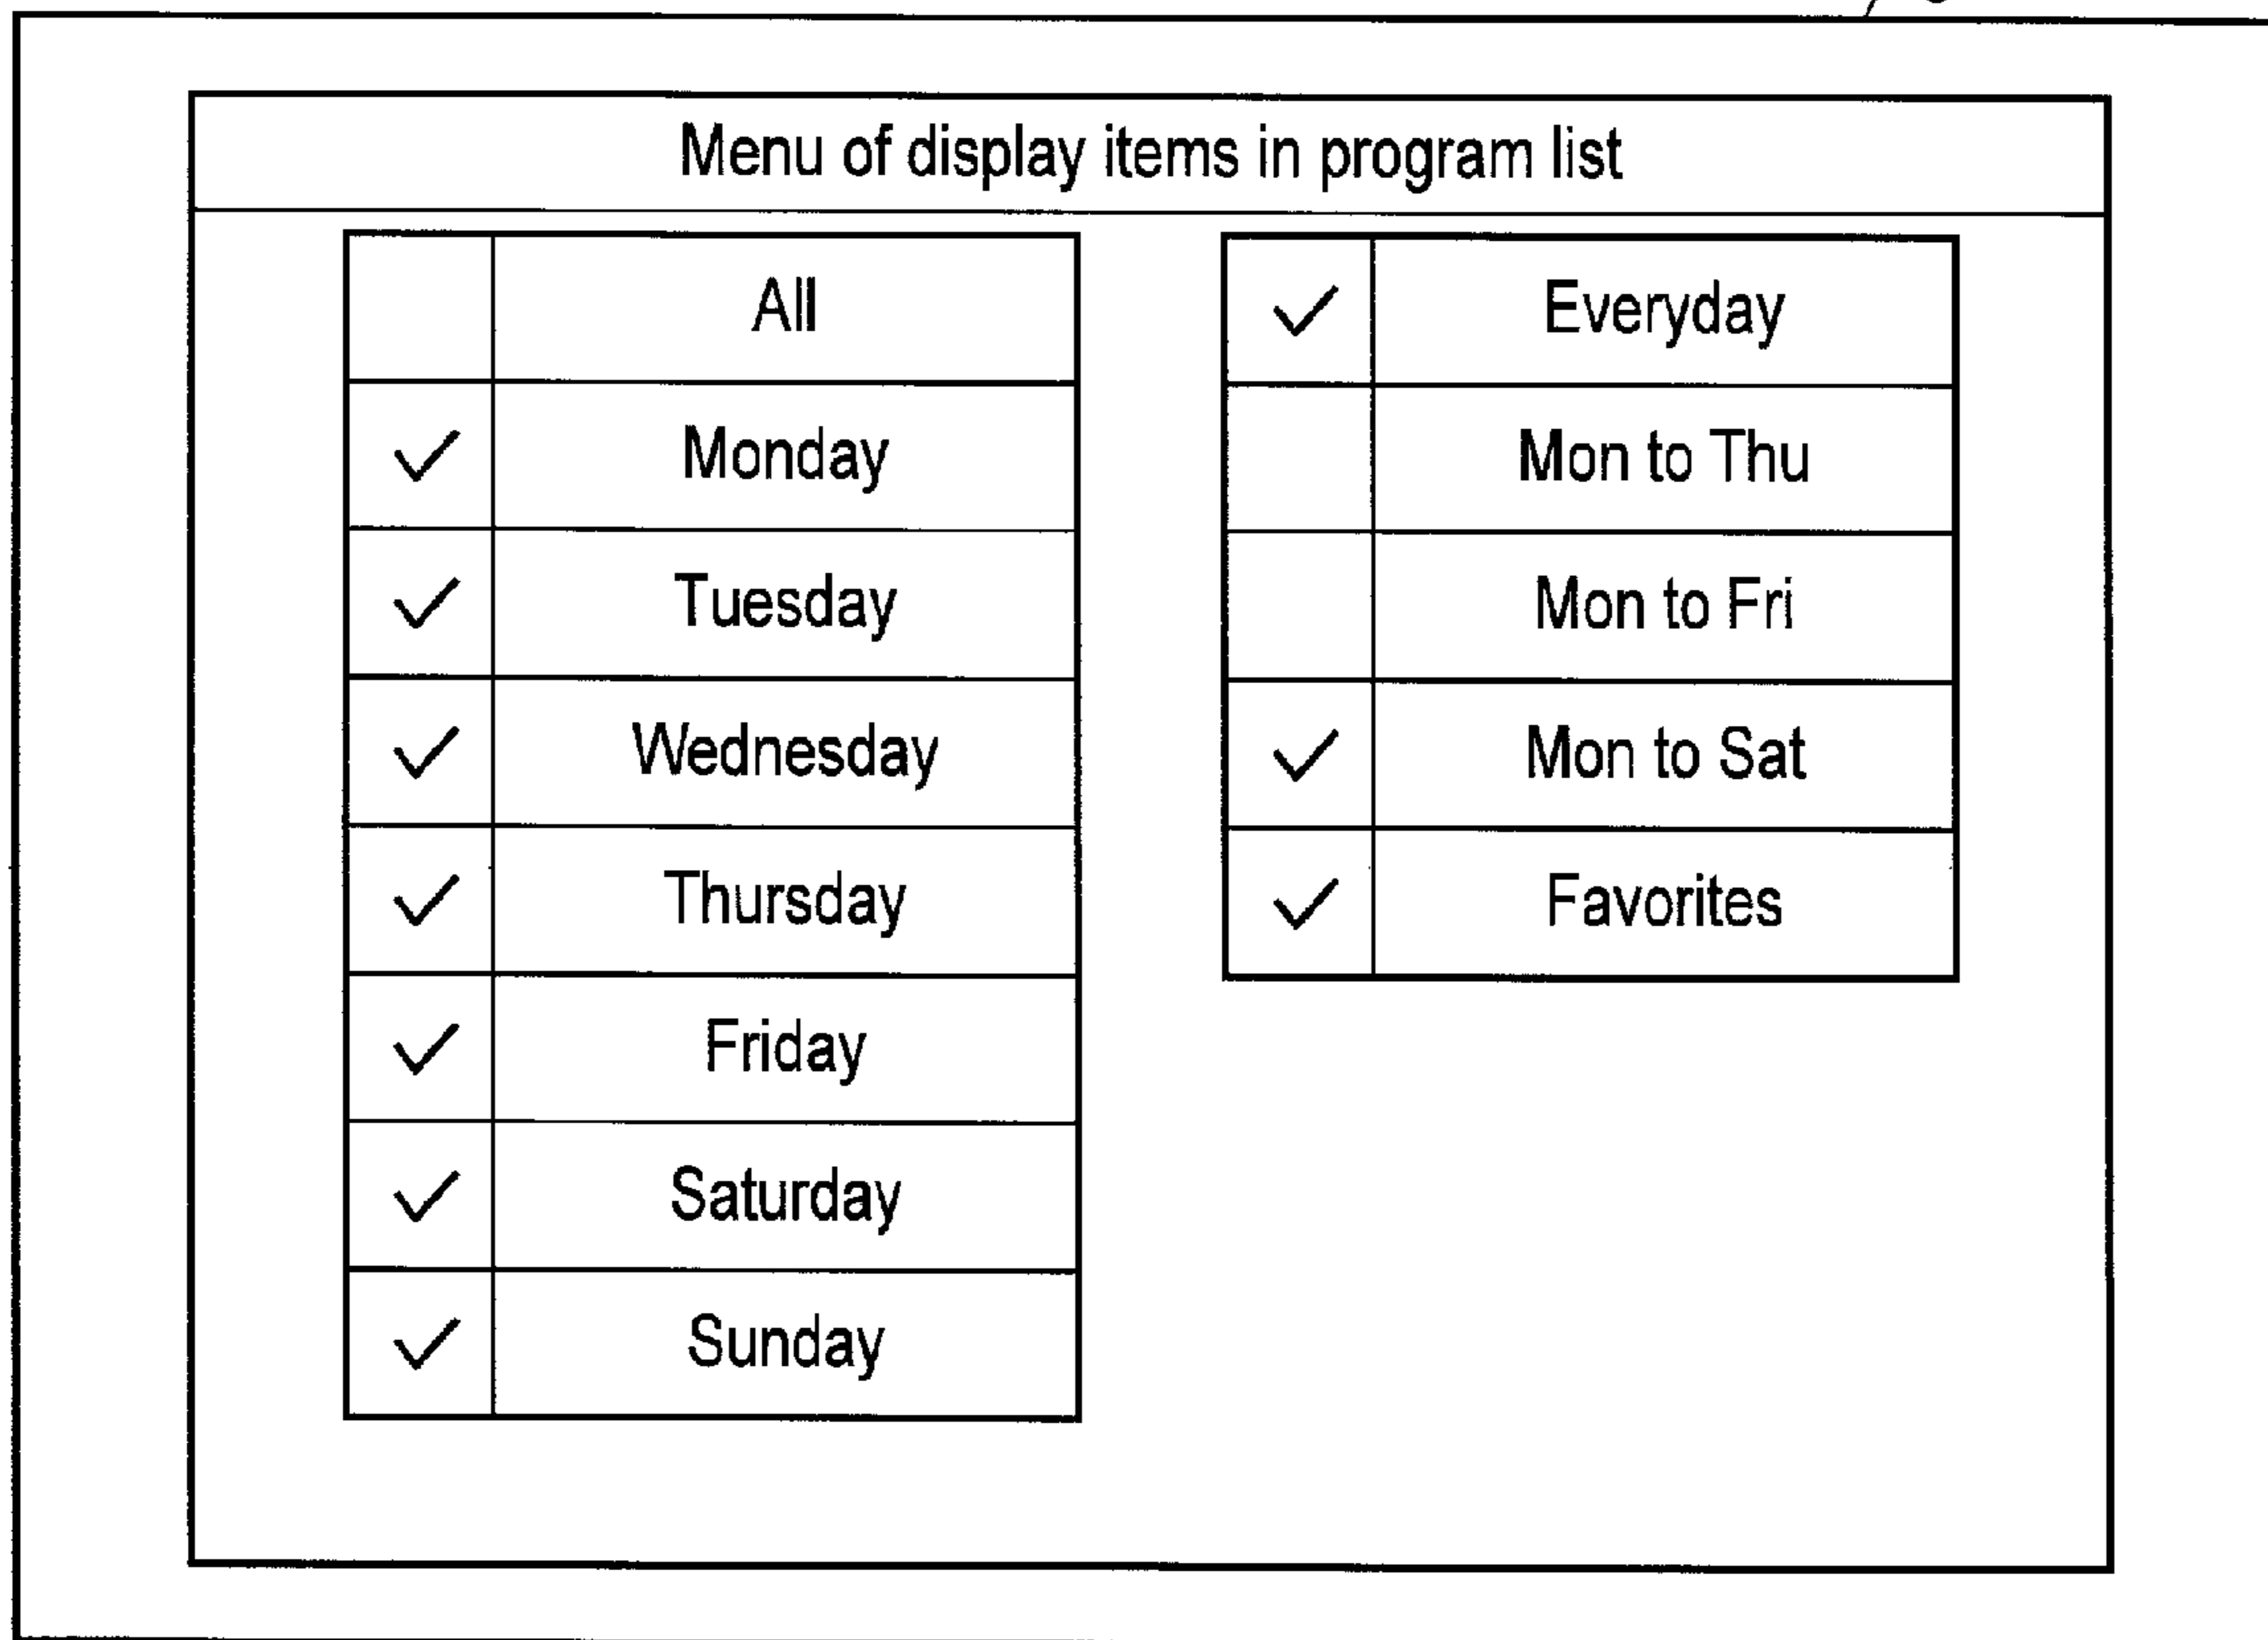 Menu of display items in program list
All
✓ Monday
✓ Tuesday
✓ Wednesday
✓ Thursday
✓ Friday
✓ Saturday
✓ Sunday
✓ Everyday
Mon to Thu
Mon to Fri
✓ Mon to Sat
✓ Favorites